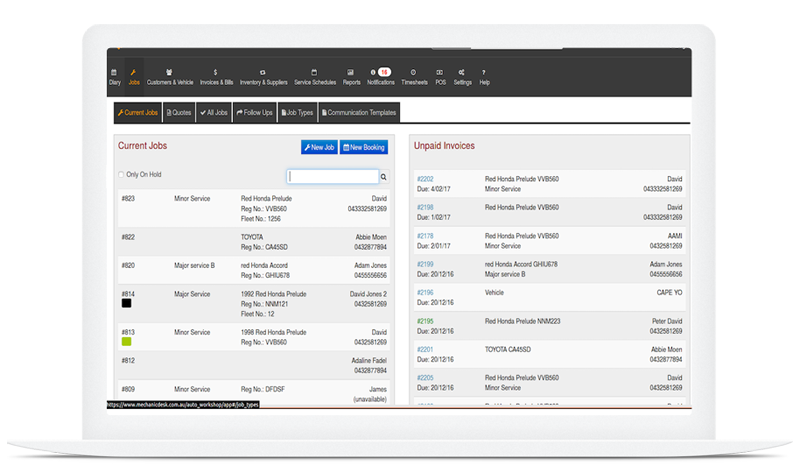 Diary
Jobs
Customers & Vehicle
Invoices & Bills
Inventory & Suppliers
Service Schedules
Reports
16
Notifications
Timesheets
POS
Settings
? Help
Current Jobs
Quotes
All Jobs
Follow Ups
Job Types
Communication Templates
Current Jobs
New Job
New Booking
Only On Hold
#823 Minor Service Red Honda Prelude David
Reg No.: VVB560 043332581269
Fleet No.: 1256
#822 TOYOTA Abbie Moen
Reg No.: CA45SD 0432877894
#820 Major service B red Honda Accord Adam Jones
Reg No.: GHIU678 0455556656
#814 Major Service 1992 Red Honda Prelude David Jones 2
Reg No.: NNM121 0432581269
Fleet No.: 12
#813 Minor Service 1998 Red Honda Prelude David
Reg No.: VVB560 0432581269
#812 Adaline Fadel
0432877894
#809 Minor Service Reg No.: DFDSF James
(unavailable)
https://www.mechanicdesk.com.au/auto_workshop/app#/job_types
Unpaid Invoices
#2202 Red Honda Prelude VVB560 David
Due: 4/02/17 Minor Service 043332581269
#2198 Red Honda Prelude VVB560 David
Due: 1/02/17 043332581269
#2178 Red Honda Prelude VVB560 AAMI
Due: 2/01/17 Minor Service 0432581269
#2199 red Honda Accord GHIU678 Adam Jones
Due: 20/12/16 Major service B 0455556656
#2196 Vehicle CAPE YO
Due: 20/12/16
#2195 Red Honda Prelude NNM223 Peter David
Due: 20/12/16 0432581269
#2201 TOYOTA CA45SD Abbie Moen
Due: 20/12/16 0432877894
#2205 Red Honda Prelude VVB560 David
Due: 20/12/16 Minor Service 0432581269